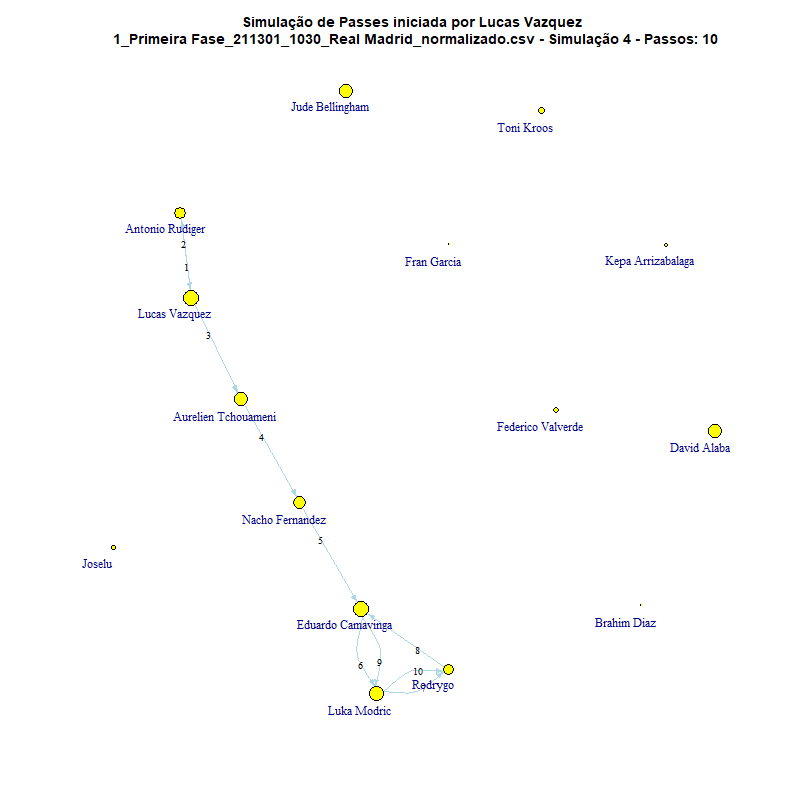 Simulação de Passes iniciada por Lucas Vazquez
1_Primeira Fase_211301_1030_Real Madrid_normalizado.csv - Simulação 4 - Passos: 10
Jude Bellingham
Toni Kroos
Antonio Rudiger
2
Fran Garcia
Kepa Arrizabalaga
1
Lucas Vazquez
3
Aurelien Tchouameni
Federico Valverde
4
David Alaba
Nacho Fernandez
5
Joselu
Eduardo Camavinga
Brahim Diaz
8
6
9
10
Rodrygo
Luka Modric